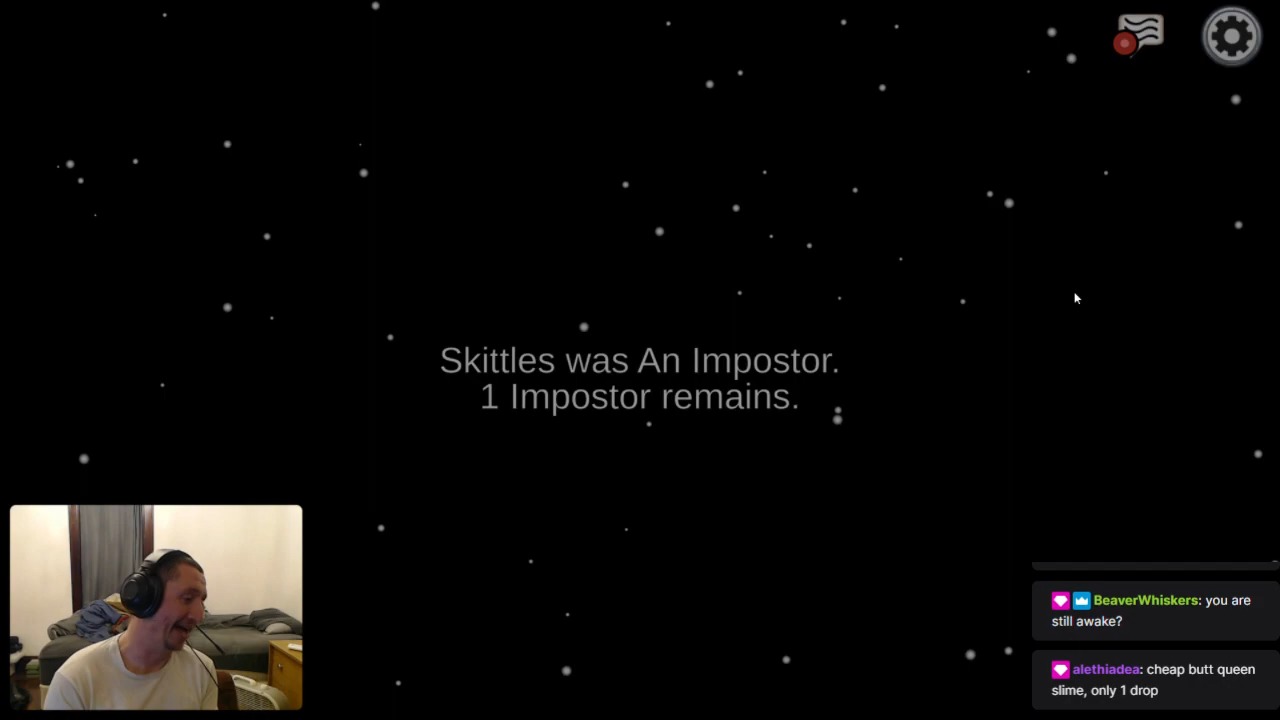 Skittles was An Impostor.
1 Impostor remains.
BeaverWhiskers: you are
still awake?
alethiadea: cheap butt queen
slime, only 1 drop